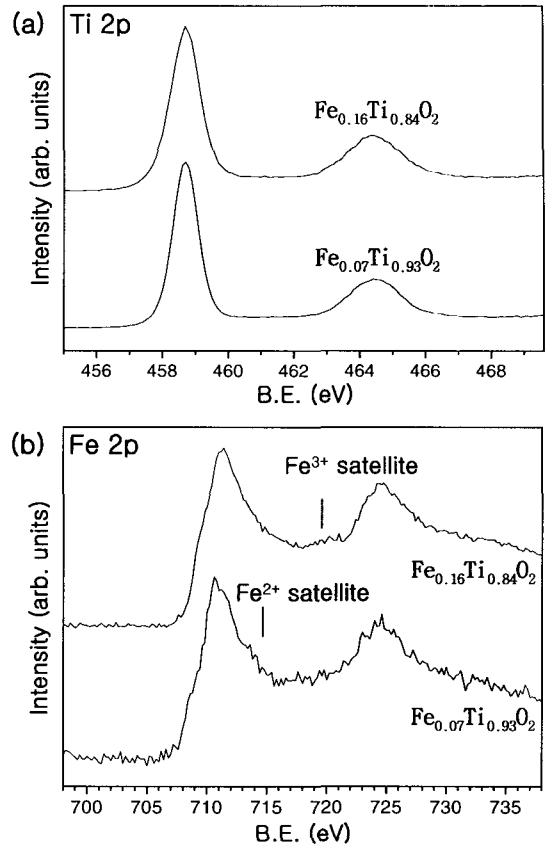 (a) Ti 2p
Fe₀.₁₆Ti₀.₈₄O₂
Fe₀.₀₇Ti₀.₉₃O₂
Intensity (arb. units)
456 458 460 462 464 466 468
B.E. (eV)
(b) Fe 2p
Fe³⁺ satellite
Fe₀.₁₆Ti₀.₈₄O₂
Fe²⁺ satellite
Fe₀.₀₇Ti₀.₉₃O₂
Intensity (arb. units)
700 705 710 715 720 725 730 735
B.E. (eV)